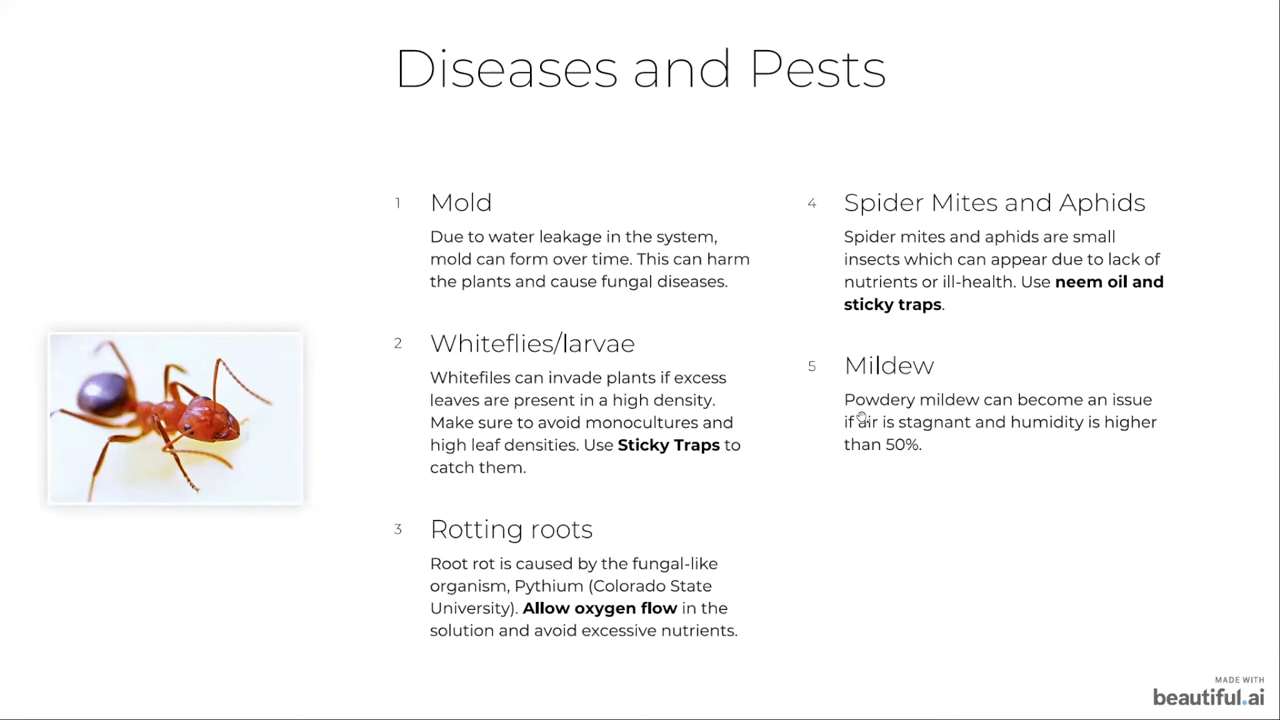 Diseases and Pests
1
Mold
Due to water leakage in the system,
mold can form over time. This can harm
the plants and cause fungal diseases.
2
Whiteflies/larvae
Whitefiles can invade plants if excess
leaves are present in a high density.
Make sure to avoid monocultures and
high leaf densities. Use Sticky Traps to
catch them.
3
Rotting roots
Root rot is caused by the fungal-like
organism, Pythium (Colorado State
University). Allow oxygen flow in the
solution and avoid excessive nutrients.
4
Spider Mites and Aphids
Spider mites and aphids are small
insects which can appear due to lack of
nutrients or ill-health. Use neem oil and
sticky traps.
5
Mildew
Powdery mildew can become an issue
if air is stagnant and humidity is higher
than 50%.
MADE WITH
beautiful.ai